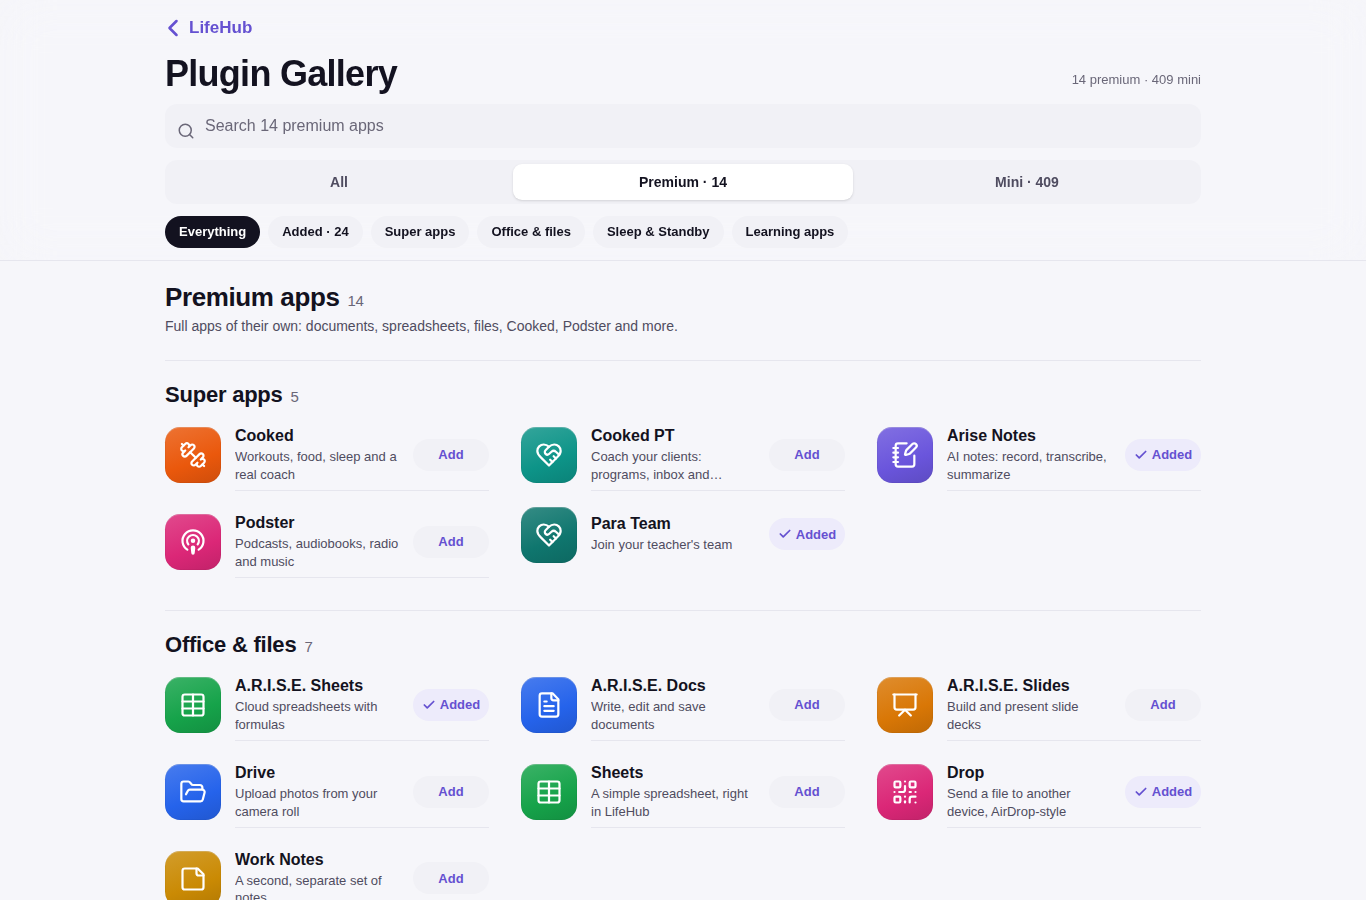 LifeHub
Plugin Gallery
14 premium · 409 mini
Search 14 premium apps
All
Premium · 14
Mini · 409
Everything
Added · 24
Super apps
Office & files
Sleep & Standby
Learning apps
Premium apps 14
Full apps of their own: documents, spreadsheets, files, Cooked, Podster and more.
Super apps 5
Cooked
Workouts, food, sleep and a
real coach
Add
Cooked PT
Coach your clients:
programs, inbox and…
Add
Arise Notes
AI notes: record, transcribe,
summarize
Added
Podster
Podcasts, audiobooks, radio
and music
Add
Para Team
Join your teacher's team
Added
Office & files 7
A.R.I.S.E. Sheets
Cloud spreadsheets with
formulas
Added
A.R.I.S.E. Docs
Write, edit and save
documents
Add
A.R.I.S.E. Slides
Build and present slide
decks
Add
Drive
Upload photos from your
camera roll
Add
Sheets
A simple spreadsheet, right
in LifeHub
Add
Drop
Send a file to another
device, AirDrop-style
Added
Work Notes
A second, separate set of
notes
Add